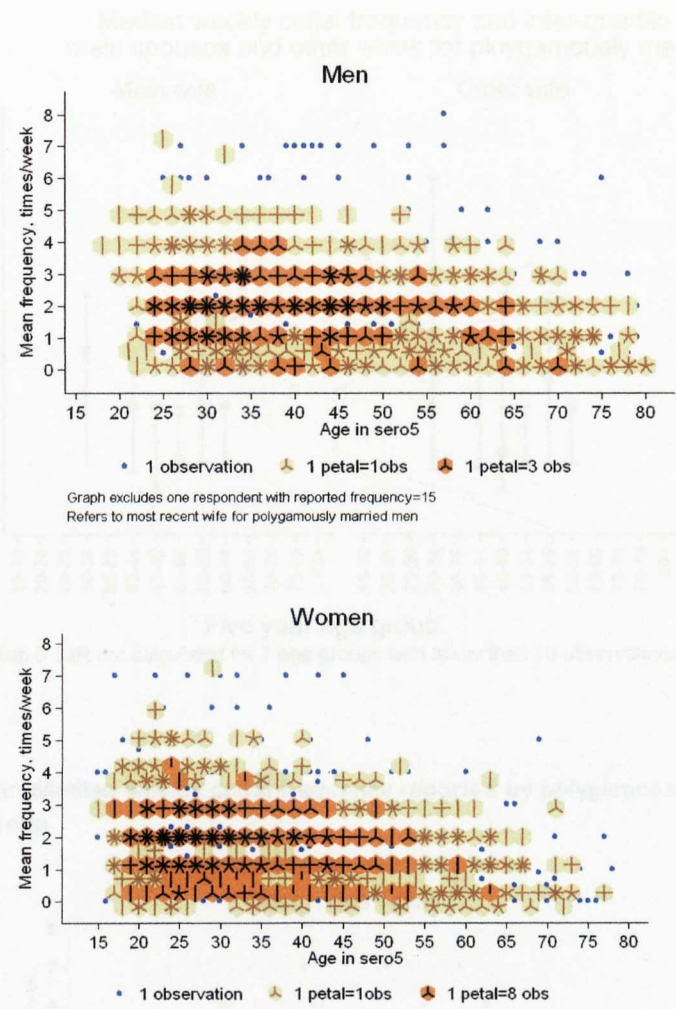 Men
Mean frequency, times/week
8
7
6
5
4
3
2
1
0
15 20 25 30 35 40 45 50 55 60 65 70 75 80
Age in sero5
1 observation 1 petal=1obs 1 petal=3 obs
Graph excludes one respondent with reported frequency=15
Refers to most recent wife for polygamously married men
Five year age group
Women
Mean frequency, times/week
8
7
6
5
4
3
2
1
0
15 20 25 30 35 40 45 50 55 60 65 70 75 80
Age in sero5
1 observation 1 petal=1obs 1 petal=8 obs